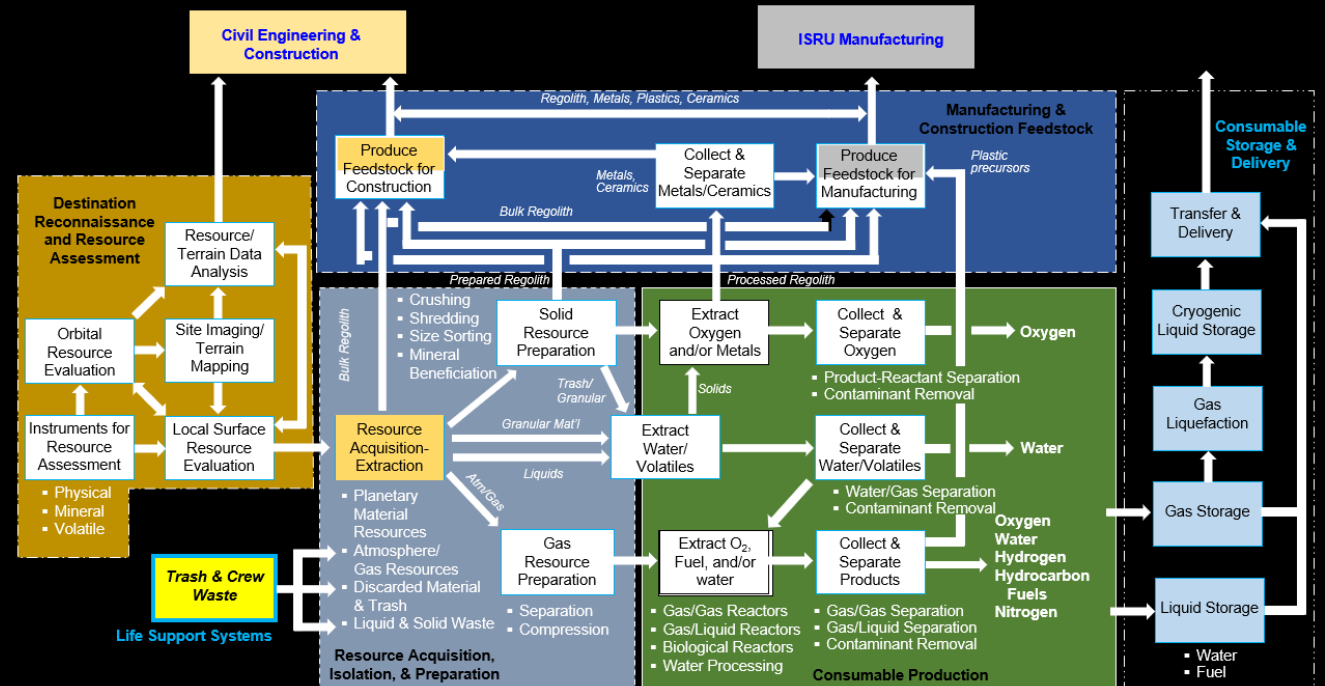 Civil Engineering &
Construction
ISRU Manufacturing
Regolith, Metals, Plastics, Ceramics
Manufacturing &
Construction Feedstock
Produce
Feedstock for
Construction
Metals,
Ceramics
Collect &
Separate
Metals/Ceramics
Produce
Feedstock for
Manufacturing
Plastic
precursors
Bulk Regolith
Prepared Regolith
Processed Regolith
Consumable
Storage &
Delivery
Transfer &
Delivery
Cryogenic
Liquid Storage
Gas
Liquefaction
Gas Storage
Liquid Storage
▪ Water
▪ Fuel
Destination
Reconnaissance
and Resource
Assessment
Resource/
Terrain Data
Analysis
Orbital
Resource
Evaluation
Site Imaging/
Terrain
Mapping
Instruments for
Resource
Assessment
Local Surface
Resource
Evaluation
▪ Physical
▪ Mineral
▪ Volatile
Trash & Crew
Waste
Life Support Systems
Bulk Regolith
▪ Crushing
▪ Shredding
▪ Size Sorting
▪ Mineral
Beneficiation
Solid
Resource
Preparation
Trash/
Granular
Resource
Acquisition-
Extraction
Granular Mat'l
Liquids
Atm/Gas
▪ Planetary
Material
Resources
▪ Atmosphere/
Gas Resources
▪ Discarded Material
& Trash
▪ Liquid & Solid Waste
Gas
Resource
Preparation
▪ Separation
▪ Compression
Resource Acquisition,
Isolation, & Preparation
Extract
Oxygen
and/or Metals
Solids
Extract
Water/
Volatiles
Collect &
Separate
Oxygen
▪ Product-Reactant Separation
▪ Contaminant Removal
Oxygen
Collect &
Separate
Water/Volatiles
▪ Water/Gas Separation
▪ Contaminant Removal
Water
Extract O₂,
Fuel, and/or
water
▪ Gas/Gas Reactors
▪ Gas/Liquid Reactors
▪ Biological Reactors
▪ Water Processing
Collect &
Separate
Products
▪ Gas/Gas Separation
▪ Gas/Liquid Separation
▪ Contaminant Removal
Consumable Production
Oxygen
Water
Hydrogen
Hydrocarbon
Fuels
Nitrogen